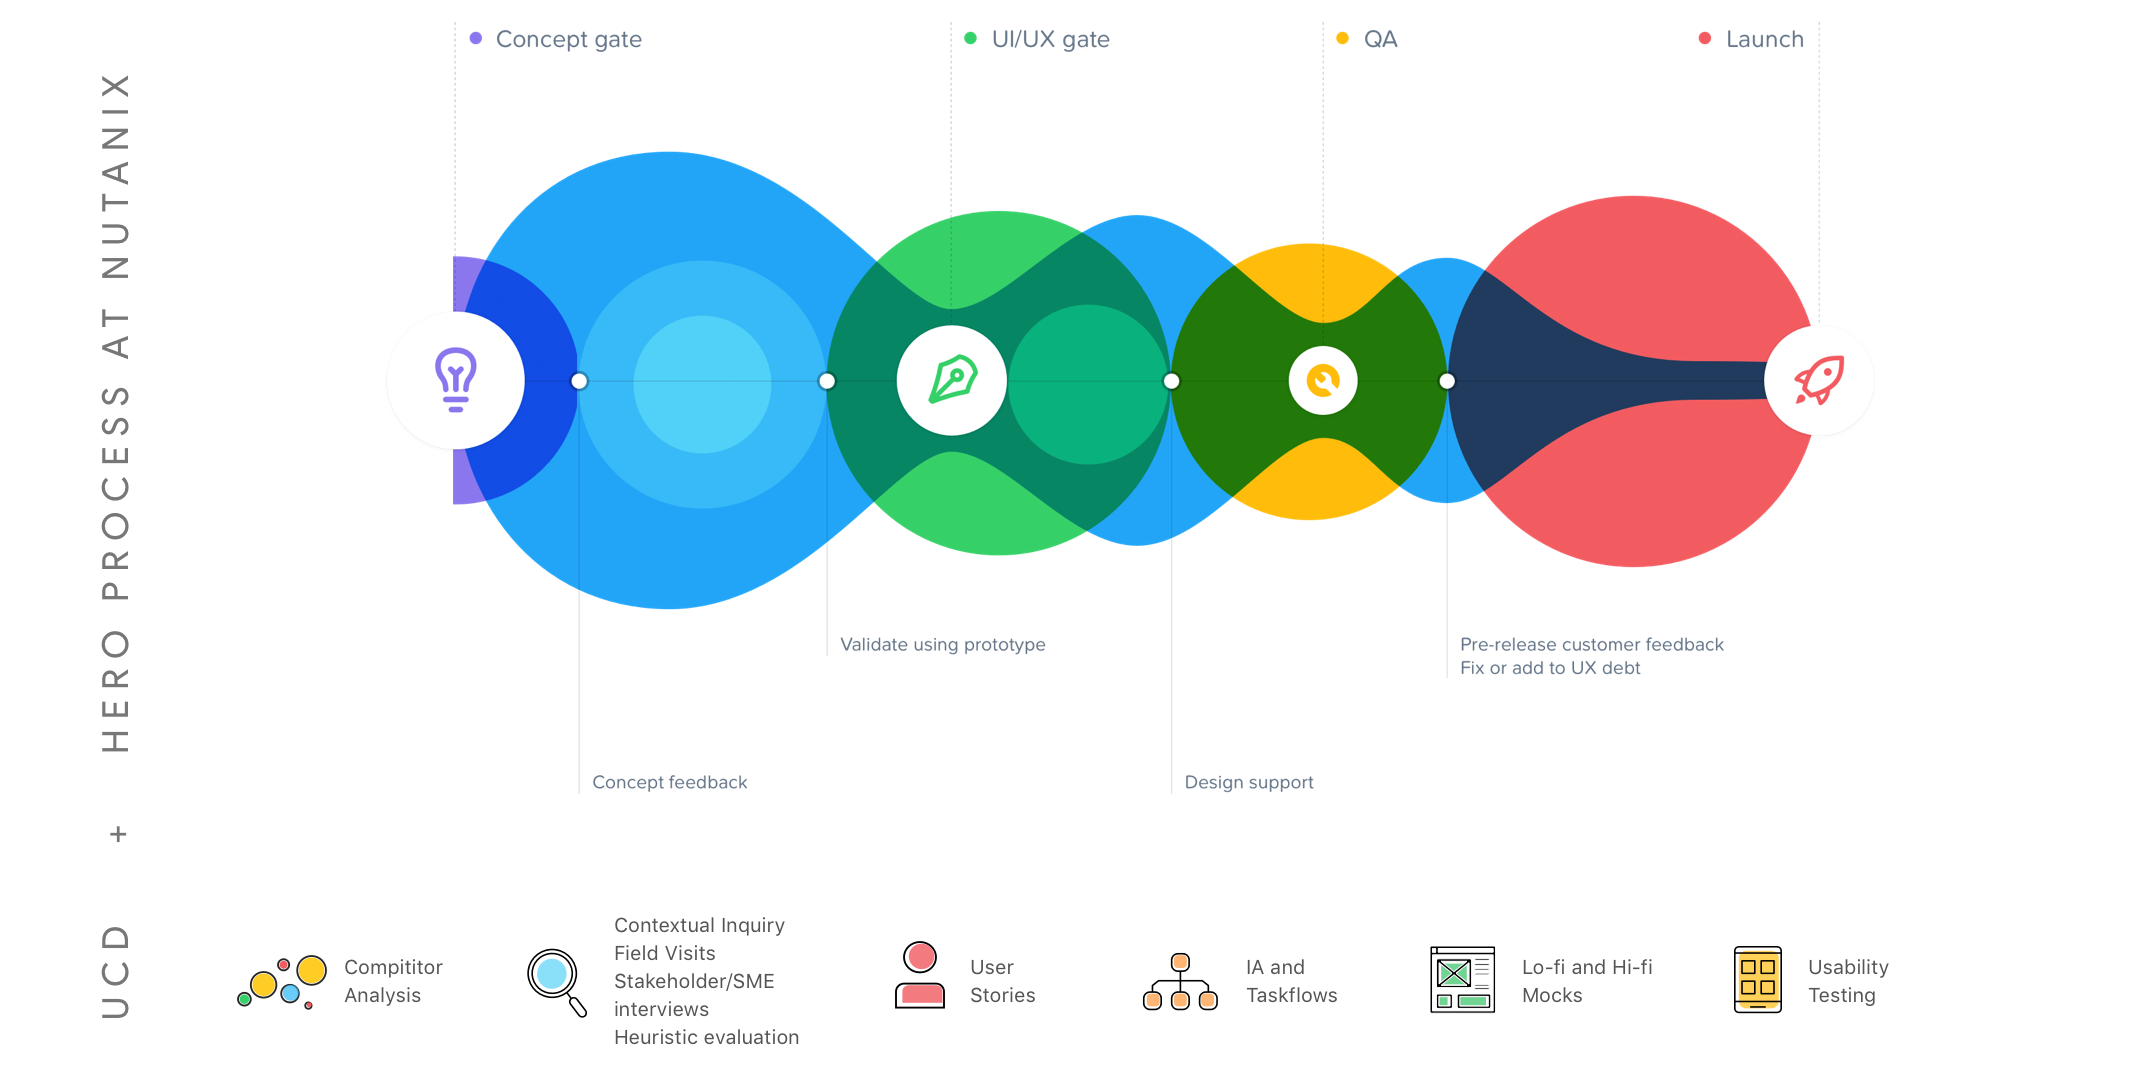 UCD + HERO PROCESS AT NUTANIX
Concept gate
UI/UX gate
QA
Launch
Validate using prototype
Pre-release customer feedback
Fix or add to UX debt
Concept feedback
Design support
Compititor
Analysis
Contextual Inquiry
Field Visits
Stakeholder/SME
interviews
Heuristic evaluation
User
Stories
IA and
Taskflows
Lo-fi and Hi-fi
Mocks
Usability
Testing